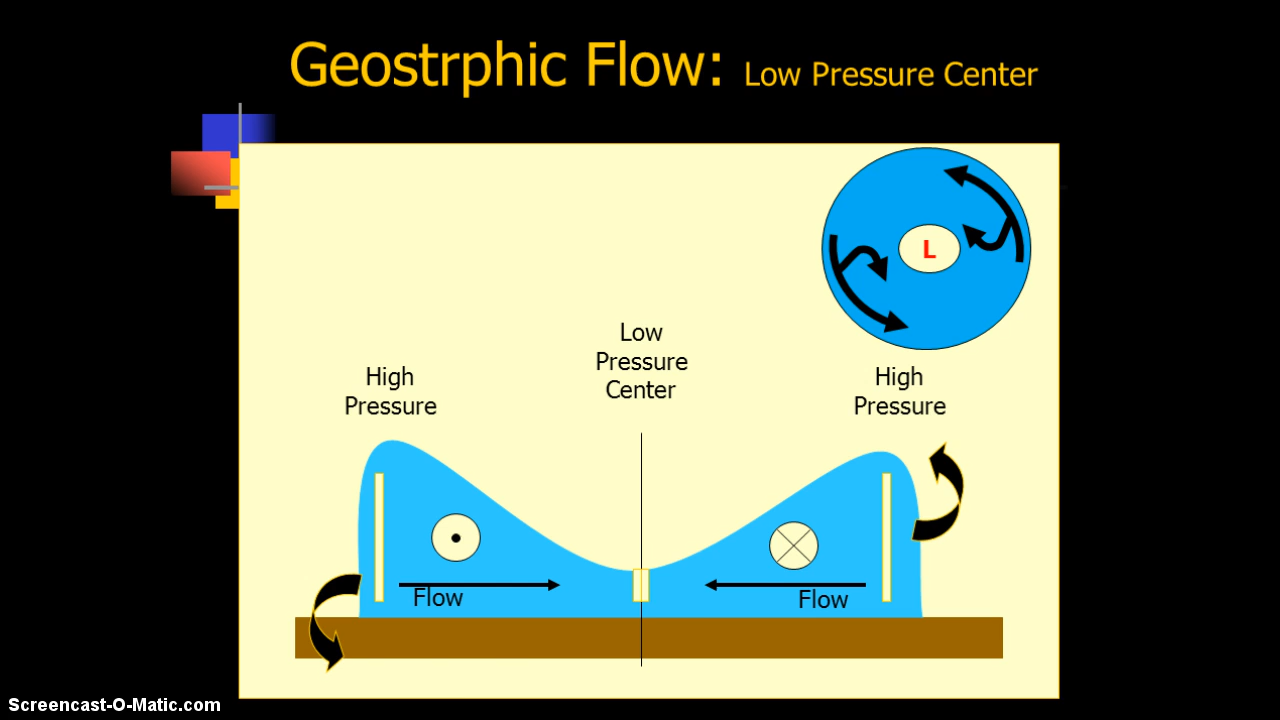 Geostrphic Flow: Low Pressure Center
L
Low
Pressure
Center
High
Pressure
High
Pressure
Flow
Flow
Screencast-O-Matic.com